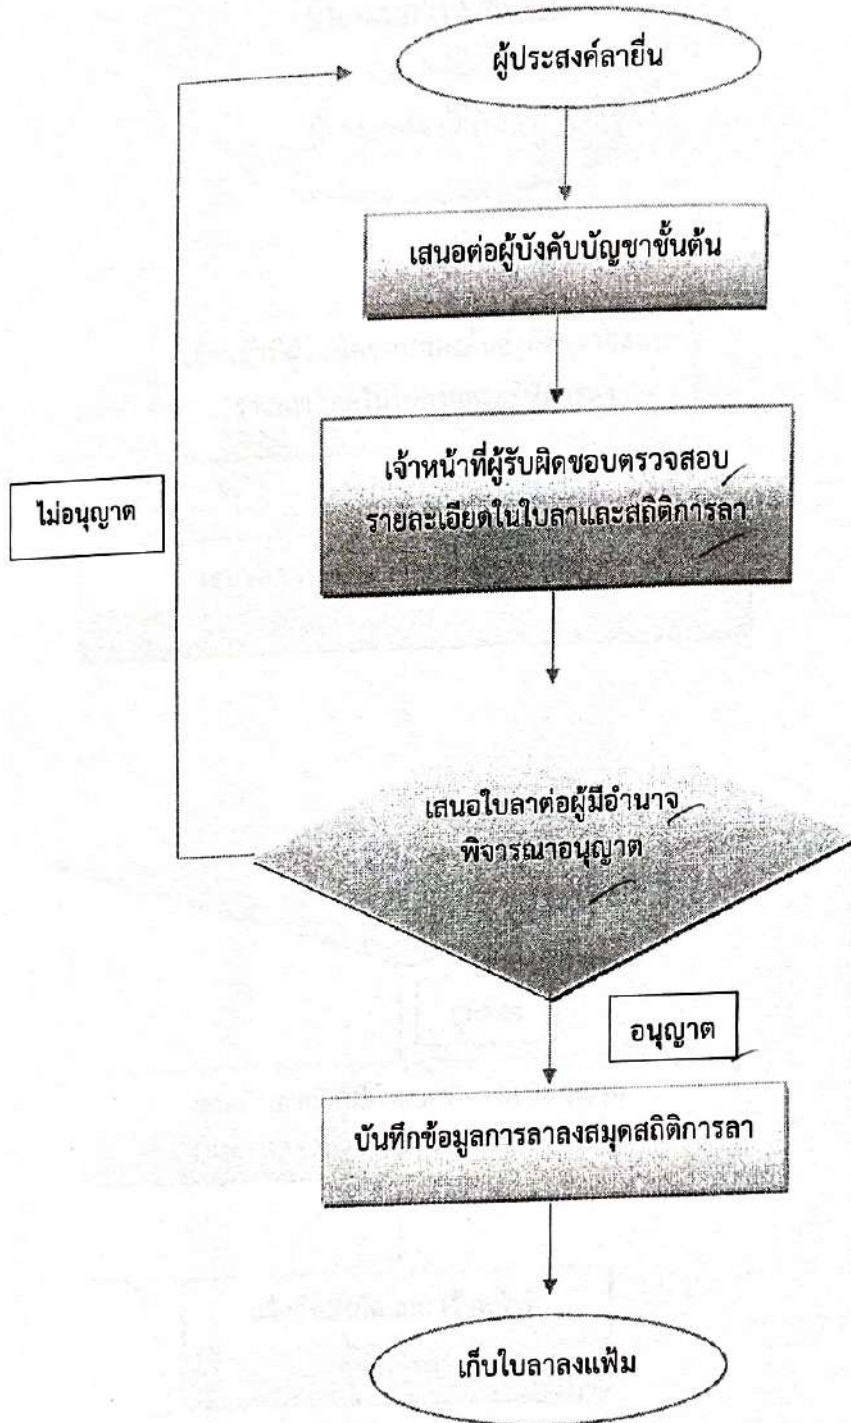 ผู้ประสงค์ลายื่น
เสนอต่อผู้บังคับบัญชาชั้นต้น
เจ้าหน้าที่ผู้รับผิดชอบตรวจสอบ
รายละเอียดในใบลาและสถิติการลา
ไม่อนุญาต
เสนอใบลาต่อผู้มีอำนาจ
พิจารณาอนุญาต
อนุญาต
บันทึกข้อมูลการลาลงสมุดสถิติการลา
เก็บใบลาลงแฟ้ม